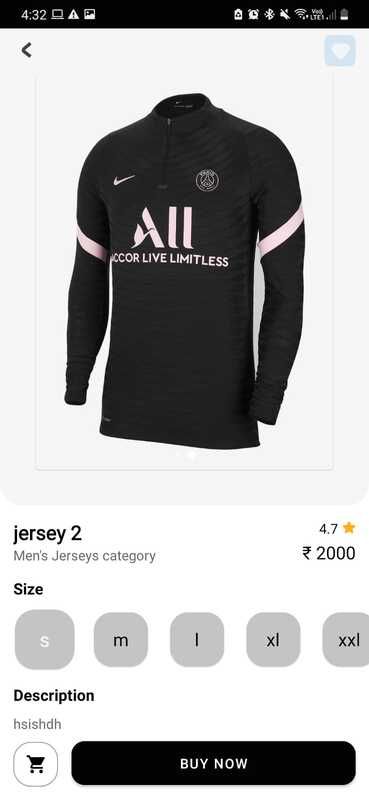 4:32
Vo))
LTE1
PARIS
All
ACCOR LIVE LIMITLESS
jersey 2
4.7
Men's Jerseys category
₹ 2000
Size
s
m
l
xl
xxl
Description
hsishdh
BUY NOW